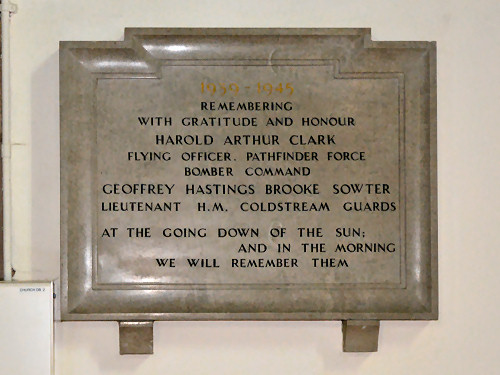 1939 - 1945
REMEMBERING
WITH GRATITUDE AND HONOUR
HAROLD ARTHUR CLARK
FLYING OFFICER. PATHFINDER FORCE
BOMBER COMMAND
GEOFFREY HASTINGS BROOKE SOWTER
LIEUTENANT H.M. COLDSTREAM GUARDS
AT THE GOING DOWN OF THE SUN;
AND IN THE MORNING
WE WILL REMEMBER THEM